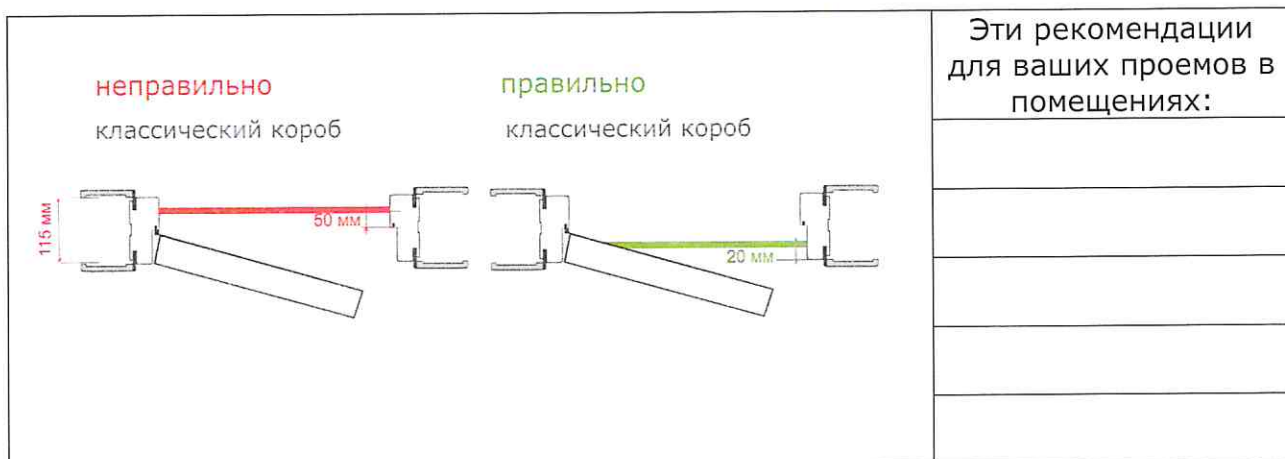 неправильно
классический короб
115 мм
50 мм
правильно
классический короб
20 мм
Эти рекомендации
для ваших проемов в
помещениях: